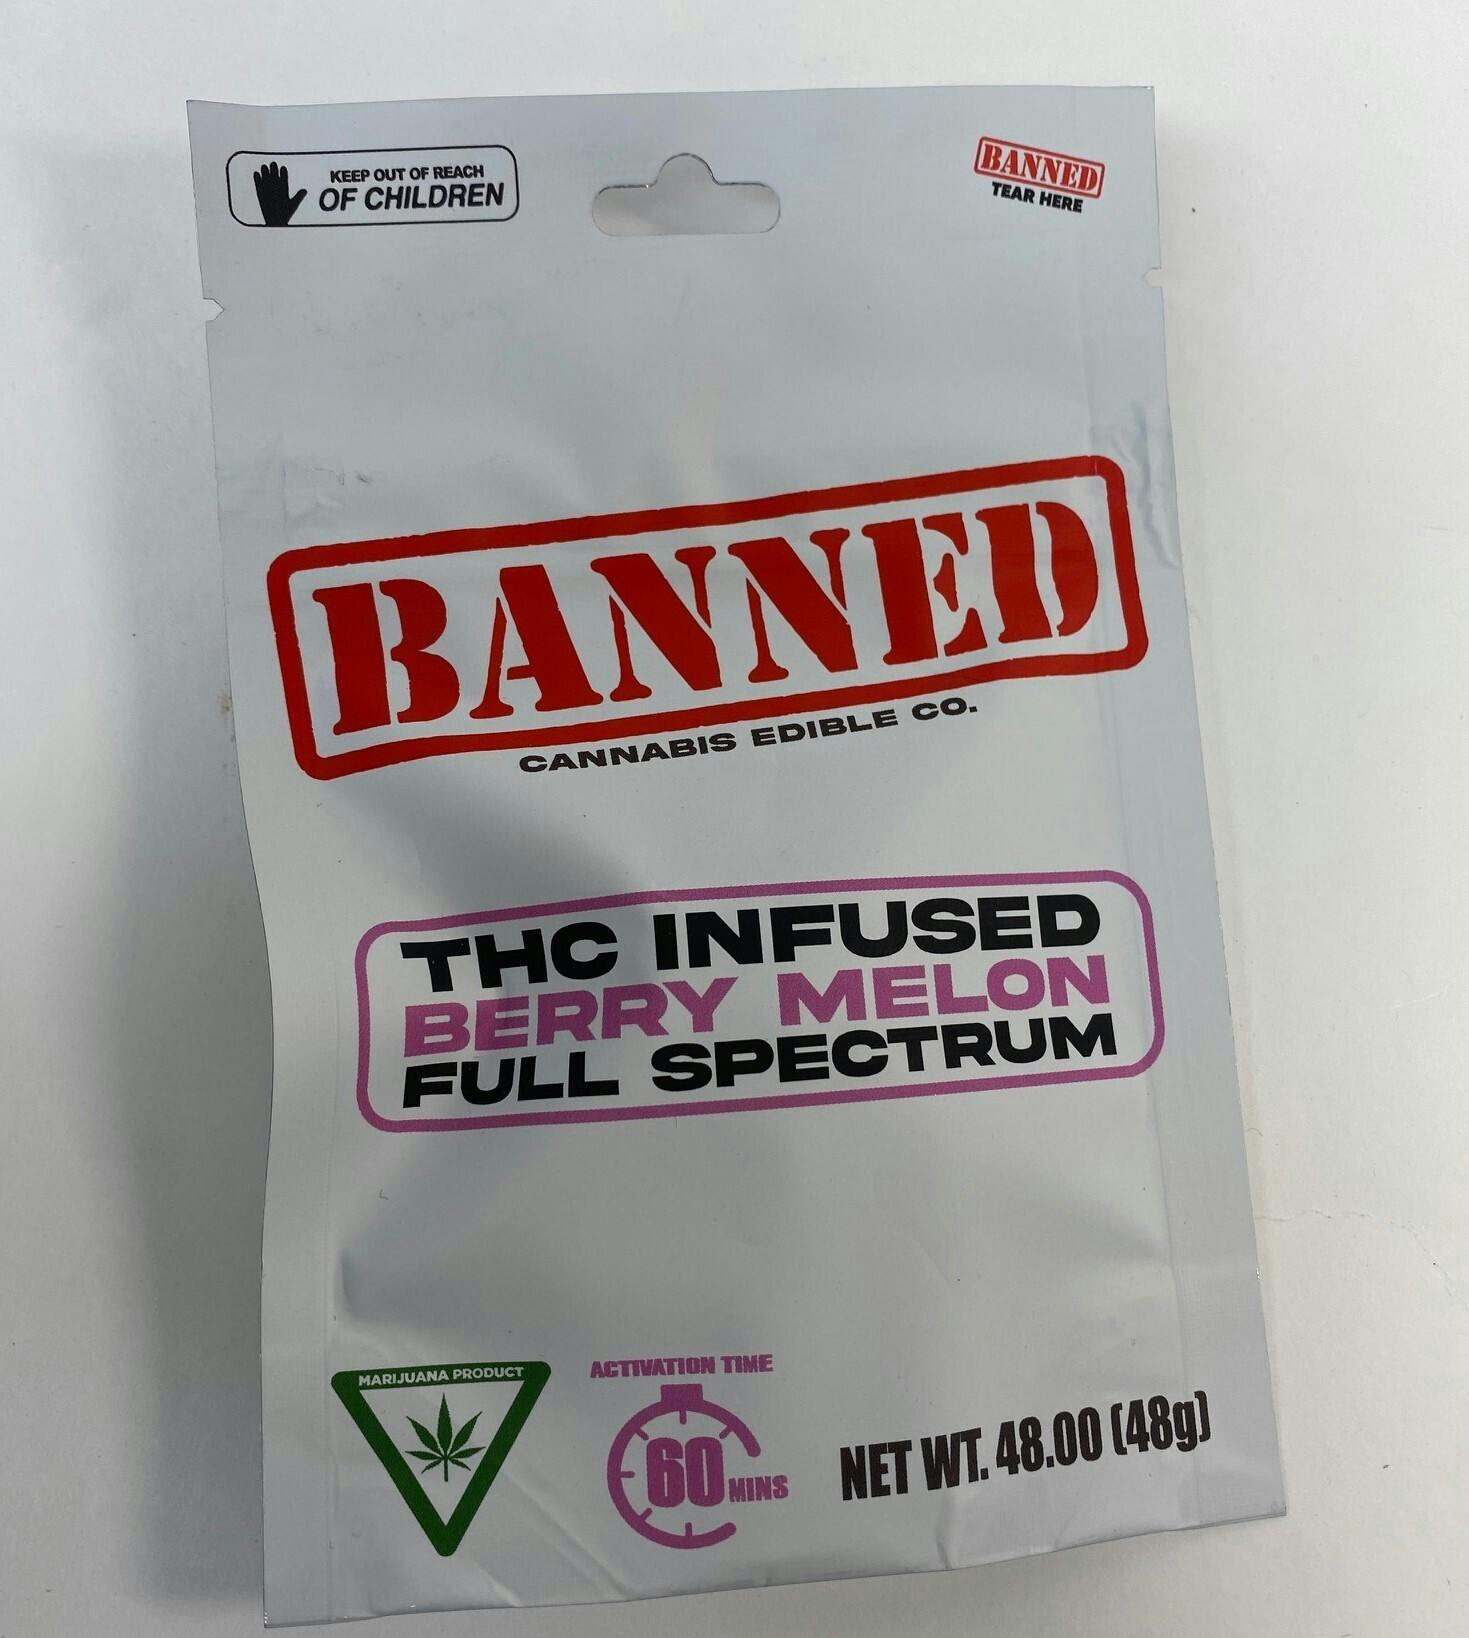 KEEP OUT OF REACH
OF CHILDREN
BANNED
TEAR HERE
BANNED
CANNABIS EDIBLE CO.
THC INFUSED
BERRY MELON
FULL SPECTRUM
MARIJUANA PRODUCT
ACTIVATION TIME
60 MINS
NET WT. 48.00 (48g)